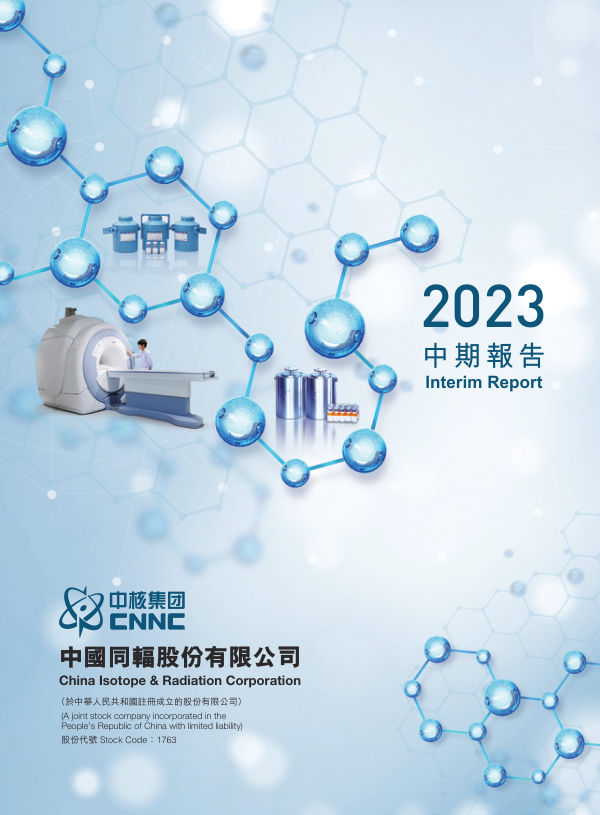 2023
中期報告
Interim Report
中核集团
CNNC
中國同輻股份有限公司
China Isotope & Radiation Corporation
（於中華人民共和國註冊成立的股份有限公司）
(A joint stock company incorporated in the
People's Republic of China with limited liability)
股份代號 Stock Code：1763